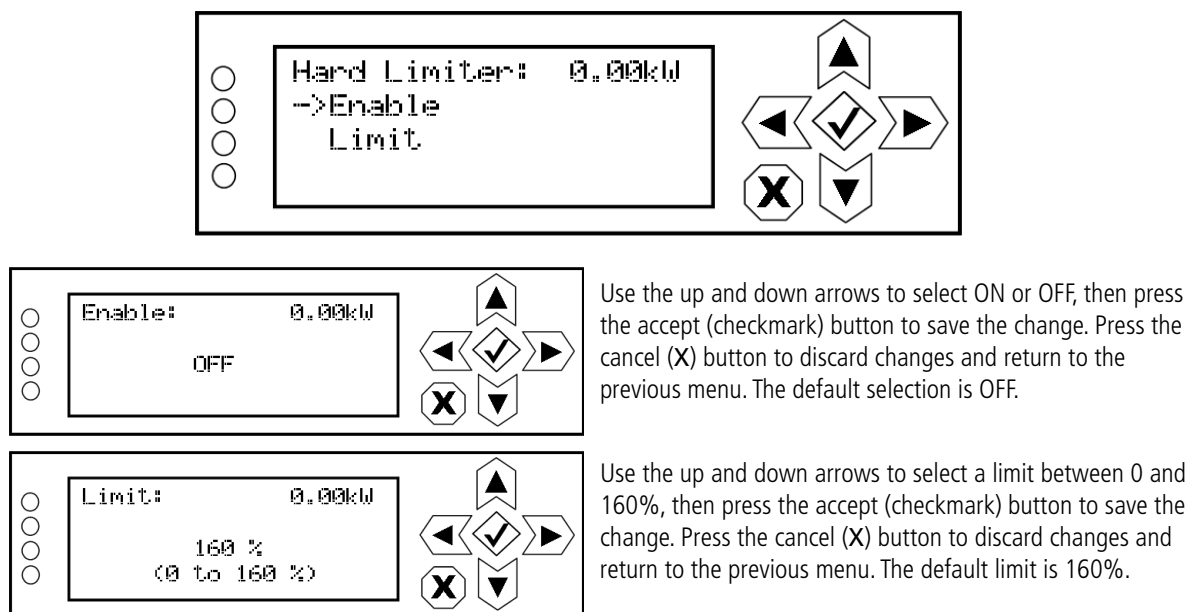 Hard Limiter: 0.00kW
->Enable
Limit
X
Enable: 0.00kW
OFF
X
Use the up and down arrows to select ON or OFF, then press
the accept (checkmark) button to save the change. Press the
cancel (X) button to discard changes and return to the
previous menu. The default selection is OFF.
Limit: 0.00kW
160 %
(0 to 160 %)
X
Use the up and down arrows to select a limit between 0 and
160%, then press the accept (checkmark) button to save the
change. Press the cancel (X) button to discard changes and
return to the previous menu. The default limit is 160%.